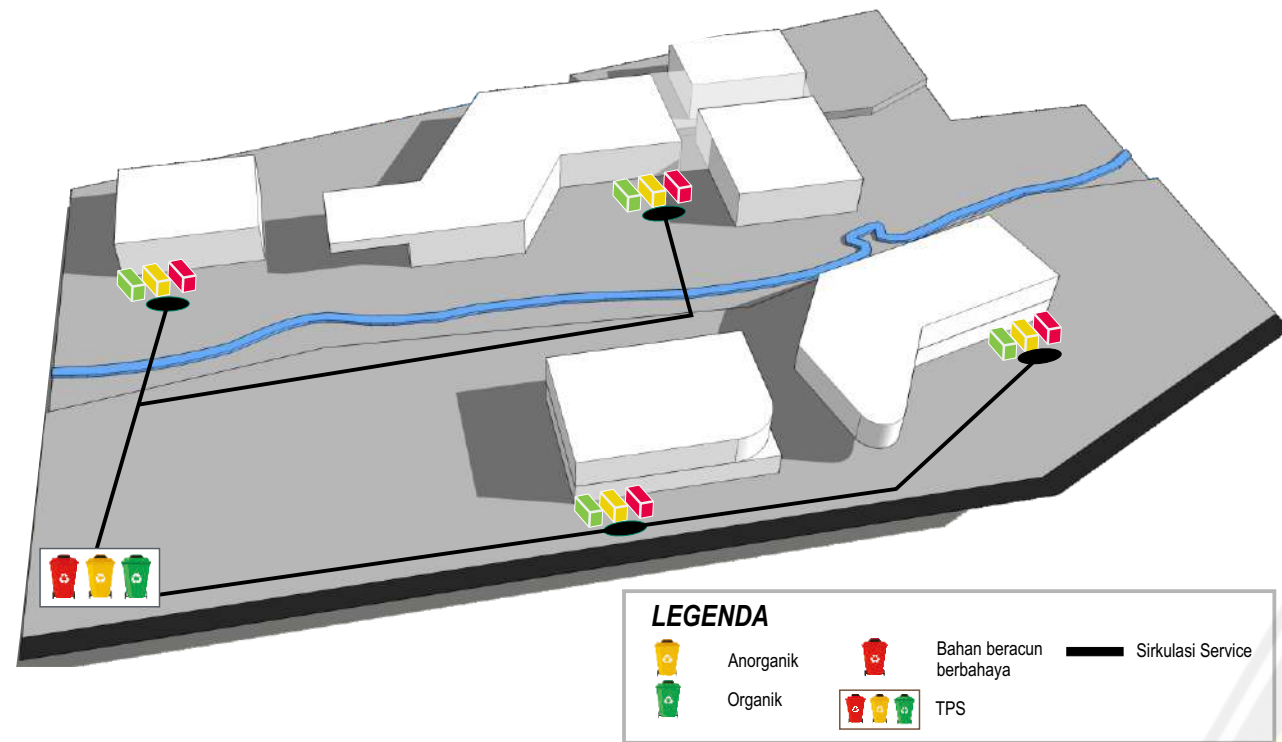 LEGENDA
Anorganik
Organik
Bahan beracun
berbahaya
TPS
Sirkulasi Service